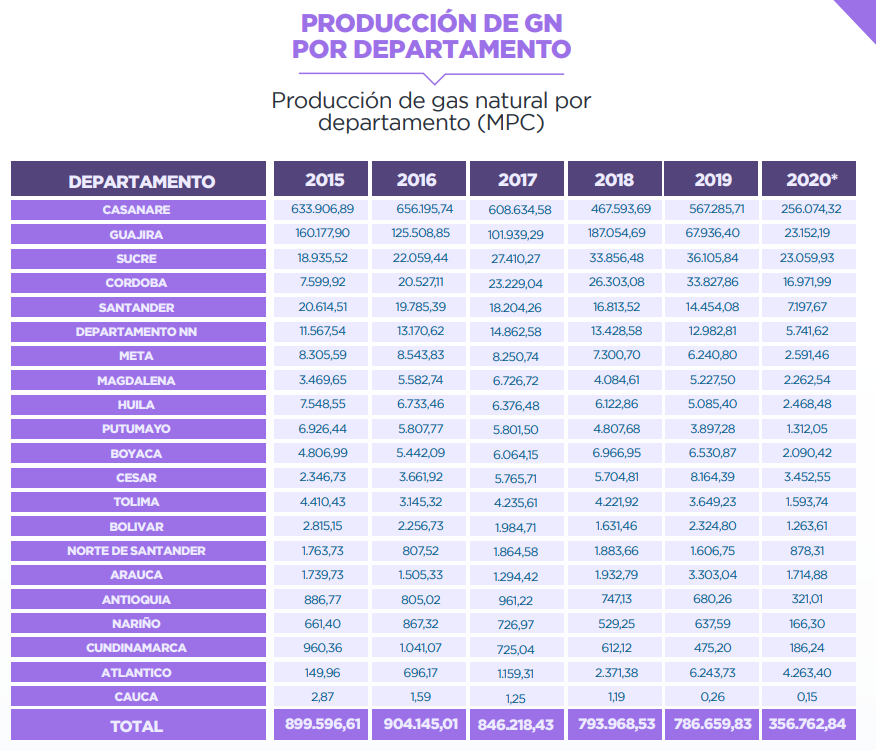 PRODUCCIÓN DE GN
POR DEPARTAMENTO
Producción de gas natural por
departamento (MPC)
DEPARTAMENTO 2015 2016 2017 2018 2019 2020*
CASANARE 633.906,89 656.195,74 608.634,58 467.593,69 567.285,71 256.074,32
GUAJIRA 160.177,90 125.508,85 101.939,29 187.054,69 67.936,40 23.152,19
SUCRE 18.935,52 22.059,44 27.410,27 33.856,48 36.105,84 23.059,93
CORDOBA 7.599,92 20.527,11 23.229,04 26.303,08 33.827,86 16.971,99
SANTANDER 20.614,51 19.785,39 18.204,26 16.813,52 14.454,08 7.197,67
DEPARTAMENTO NN 11.567,54 13.170,62 14.862,58 13.428,58 12.982,81 5.741,62
META 8.305,59 8.543,83 8.250,74 7.300,70 6.240,80 2.591,46
MAGDALENA 3.469,65 5.582,74 6.726,72 4.084,61 5.227,50 2.262,54
HUILA 7.548,55 6.733,46 6.376,48 6.122,86 5.085,40 2.468,48
PUTUMAYO 6.926,44 5.807,77 5.801,50 4.807,68 3.897,28 1.312,05
BOYACA 4.806,99 5.442,09 6.064,15 6.966,95 6.530,87 2.090,42
CESAR 2.346,73 3.661,92 5.765,71 5.704,81 8.164,39 3.452,55
TOLIMA 4.410,43 3.145,32 4.235,61 4.221,92 3.649,23 1.593,74
BOLIVAR 2.815,15 2.256,73 1.984,71 1.631,46 2.324,80 1.263,61
NORTE DE SANTANDER 1.763,73 807,52 1.864,58 1.883,66 1.606,75 878,31
ARAUCA 1.739,73 1.505,33 1.294,42 1.932,79 3.303,04 1.714,88
ANTIOQUIA 886,77 805,02 961,22 747,13 680,26 321,01
NARIÑO 661,40 867,32 726,97 529,25 637,59 166,30
CUNDINAMARCA 960,36 1.041,07 725,04 612,12 475,20 186,24
ATLANTICO 149,96 696,17 1.159,31 2.371,38 6.243,73 4.263,40
CAUCA 2,87 1,59 1,25 1,19 0,26 0,15
TOTAL 899.596,61 904.145,01 846.218,43 793.968,53 786.659,83 356.762,84